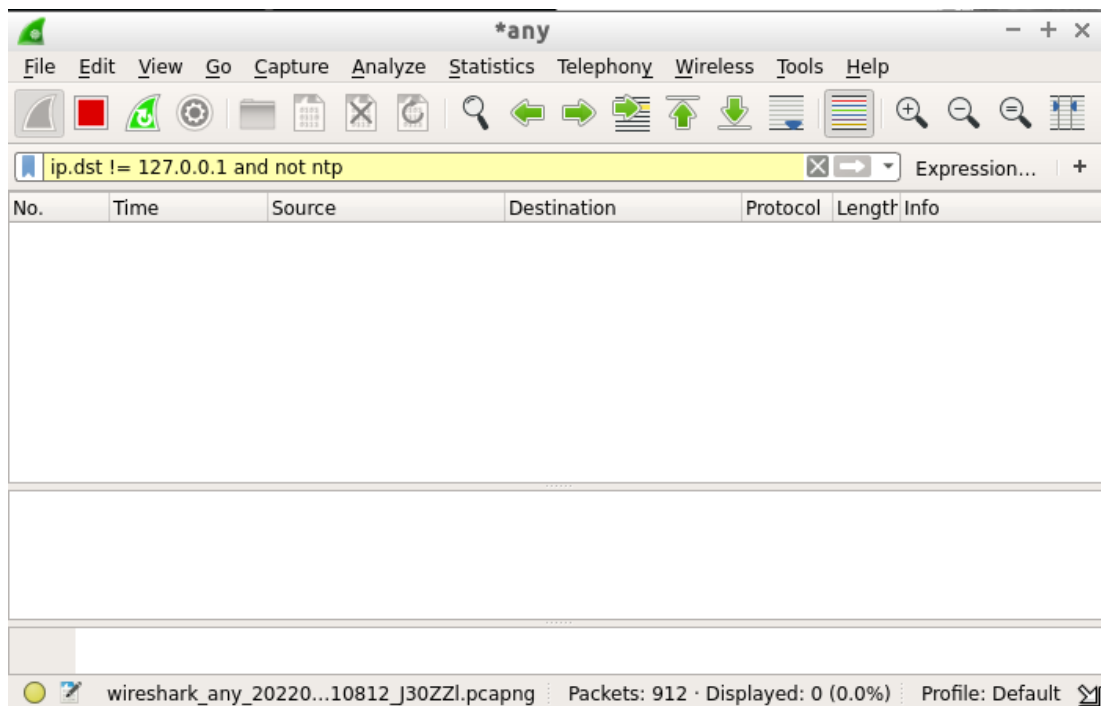 *any
File Edit View Go Capture Analyze Statistics Telephony Wireless Tools Help
ip.dst != 127.0.0.1 and not ntp Expression... +
No. Time Source Destination Protocol Length Info
wireshark_any_20220...10812_J30ZZl.pcapng Packets: 912 · Displayed: 0 (0.0%) Profile: Default